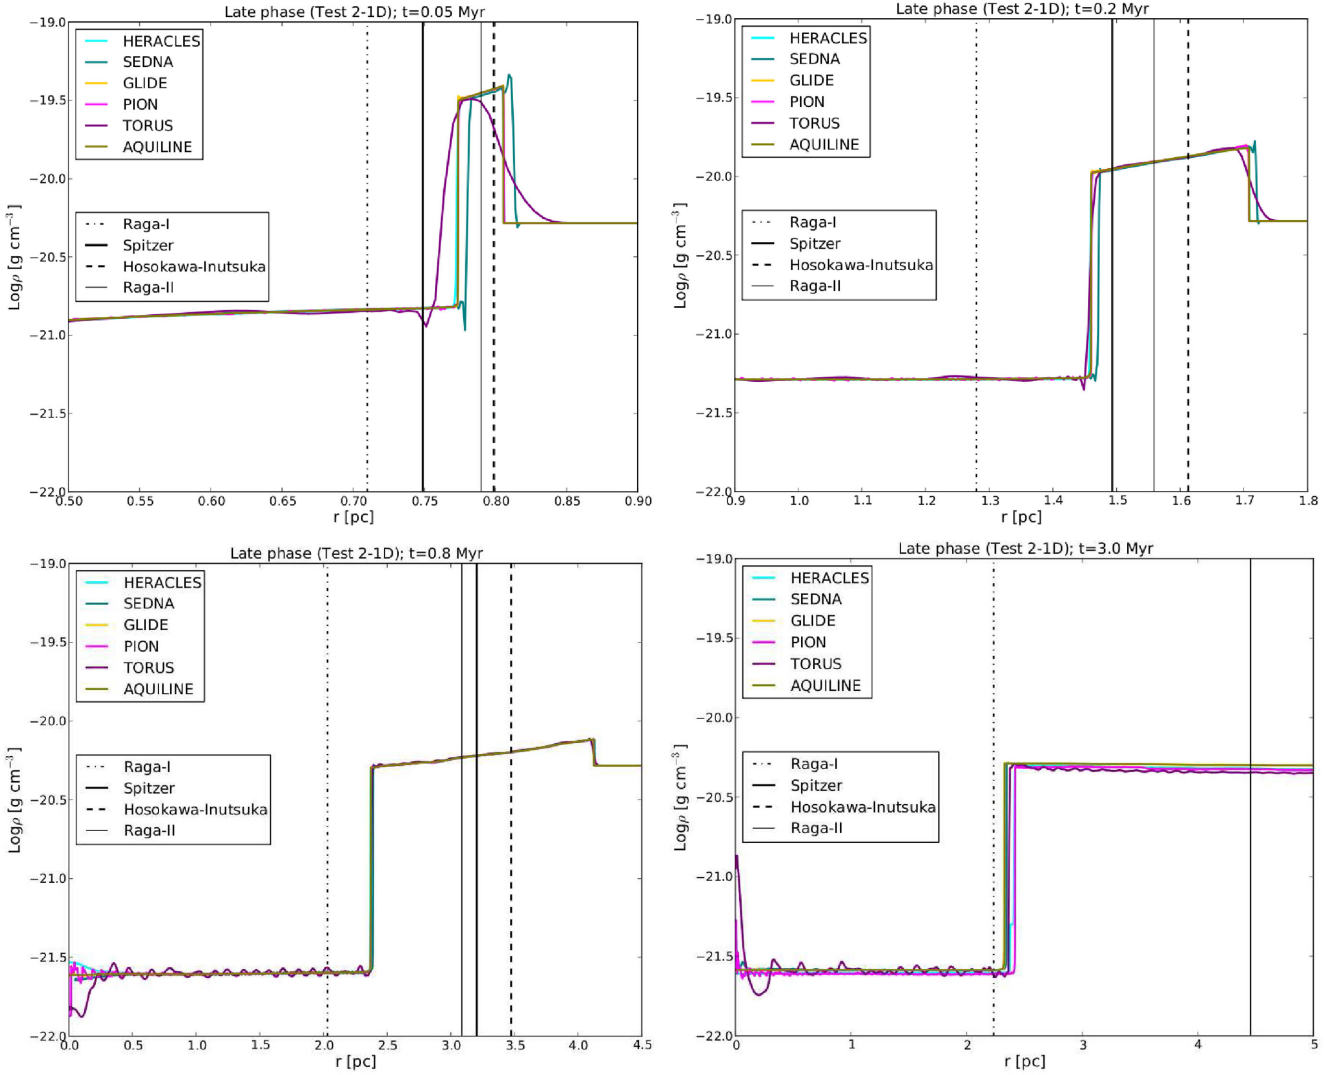 Late phase (Test 2-1D); t=0.05 Myr
−19.0
−19.5
−20.0
−20.5
−21.0
−21.5
−22.0
Logρ [g cm⁻³]
HERACLES
SEDNA
GLIDE
PION
TORUS
AQUILINE
Raga-I
Spitzer
Hosokawa-Inutsuka
Raga-II
0.50 0.55 0.60 0.65 0.70 0.75 0.80 0.85 0.90
r [pc]
Late phase (Test 2-1D); t=0.2 Myr
−19.0
−19.5
−20.0
−20.5
−21.0
−21.5
−22.0
Logρ [g cm⁻³]
HERACLES
SEDNA
GLIDE
PION
TORUS
AQUILINE
Raga-I
Spitzer
Hosokawa-Inutsuka
Raga-II
0.9 1.0 1.1 1.2 1.3 1.4 1.5 1.6 1.7 1.8
r [pc]
Late phase (Test 2-1D); t=0.8 Myr
−19.0
−19.5
−20.0
−20.5
−21.0
−21.5
−22.0
Logρ [g cm⁻³]
HERACLES
SEDNA
GLIDE
PION
TORUS
AQUILINE
Raga-I
Spitzer
Hosokawa-Inutsuka
Raga-II
0.0 0.5 1.0 1.5 2.0 2.5 3.0 3.5 4.0 4.5
r [pc]
Late phase (Test 2-1D); t=3.0 Myr
−19.0
−19.5
−20.0
−20.5
−21.0
−21.5
−22.0
Logρ [g cm⁻³]
HERACLES
SEDNA
GLIDE
PION
TORUS
AQUILINE
Raga-I
Spitzer
Hosokawa-Inutsuka
Raga-II
0 1 2 3 4 5
r [pc]